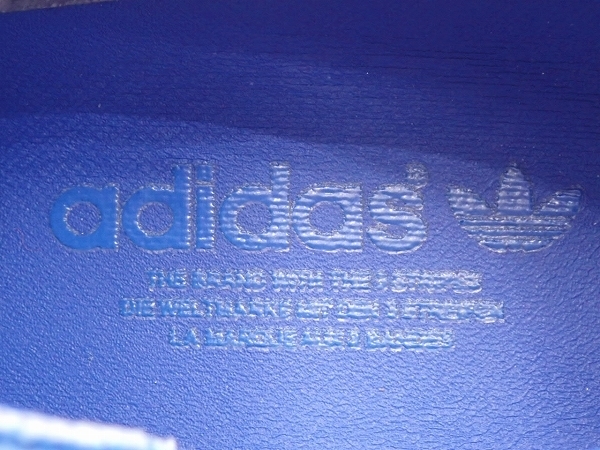 adidas
THE BRAND WITH THE 3 STRIPES
DIE WELTMARKE MIT DEN 3 STREIFEN
LA MARQUE AUX 3 BANDES